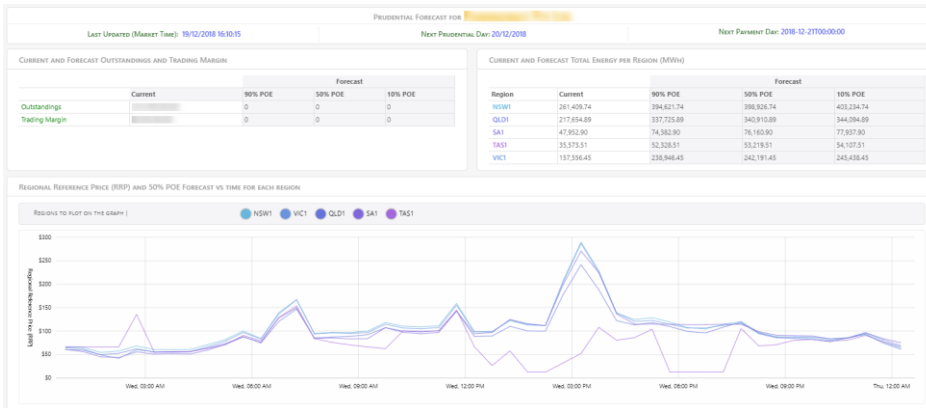 PRUDENTIAL FORECAST FOR
LAST UPDATED (MARKET TIME): 19/12/2018 16:10:15
NEXT PRUDENTIAL DAY: 20/12/2018
NEXT PAYMENT DAY: 2018-12-21T00:00:00
CURRENT AND FORECAST OUTSTANDINGS AND TRADING MARGIN
Forecast
Current 90% POE 50% POE 10% POE
Outstandings 0 0 0
Trading Margin 0 0 0
CURRENT AND FORECAST TOTAL ENERGY PER REGION (MWH)
Forecast
Region Current 90% POE 50% POE 10% POE
NSW1 261,409.74 394,621.74 398,926.74 403,234.74
QLD1 217,654.89 337,725.89 340,910.89 344,094.89
SA1 47,952.90 74,382.90 76,160.90 77,937.90
TAS1 35,573.51 52,328.51 53,219.51 54,107.51
VIC1 157,556.45 238,946.45 242,191.45 245,438.45
REGIONAL REFERENCE PRICE (RRP) AND 50% POE FORECAST VS TIME FOR EACH REGION
REGIONS TO PLOT ON THE GRAPH |
NSW1 VIC1 QLD1 SA1 TAS1
Regional Reference Price (RRP)
$300
$250
$200
$150
$100
$50
$0
Wed, 03:00 AM Wed, 06:00 AM Wed, 09:00 AM Wed, 12:00 PM Wed, 03:00 PM Wed, 06:00 PM Wed, 09:00 PM Thu, 12:00 AM